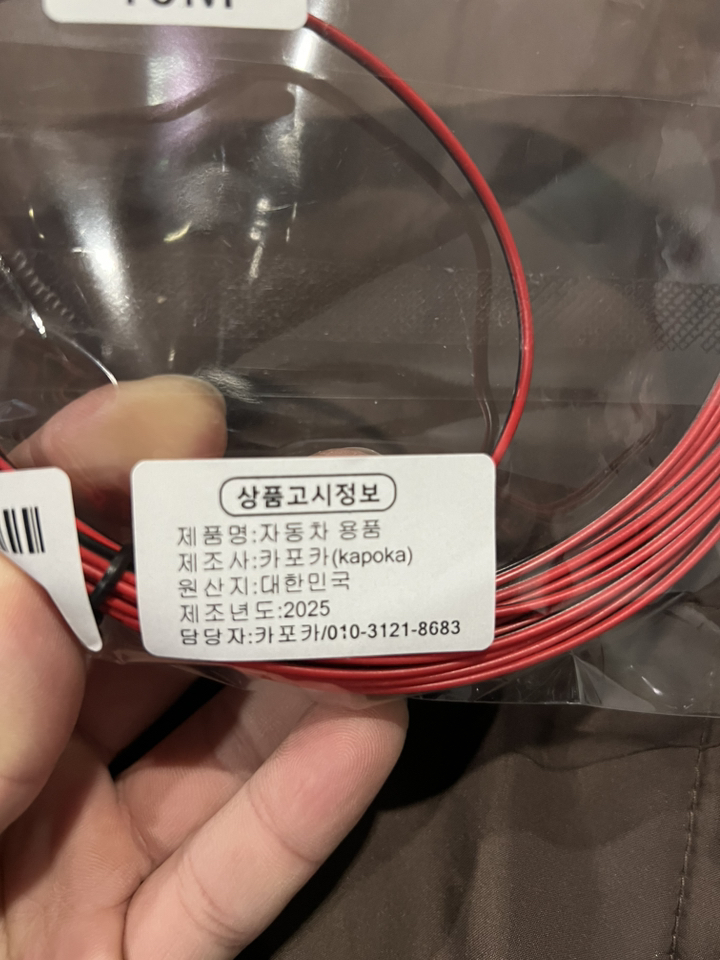 상품고시정보
제품명:자동차 용품
제조사:카포카(kapoka)
원산지:대한민국
제조년도:2025
담당자:카포카/010-3121-8683